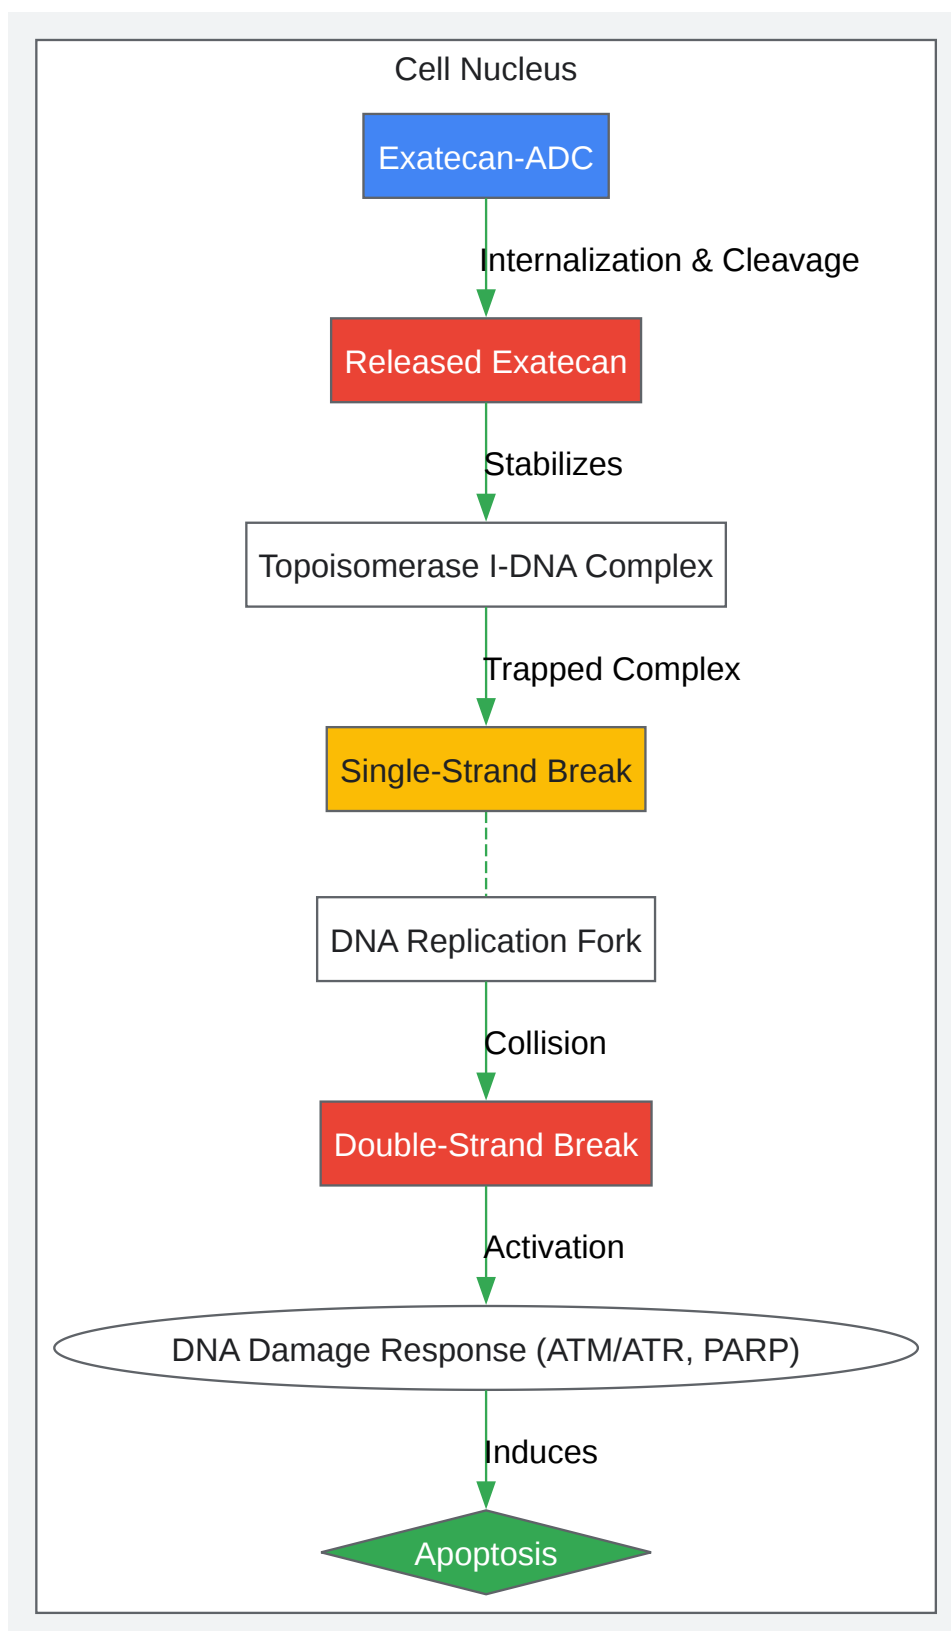 Cell Nucleus
Exatecan-ADC
Internalization & Cleavage
Released Exatecan
Stabilizes
Topoisomerase I-DNA Complex
Trapped Complex
Single-Strand Break
DNA Replication Fork
Collision
Double-Strand Break
Activation
DNA Damage Response (ATM/ATR, PARP)
Induces
Apoptosis